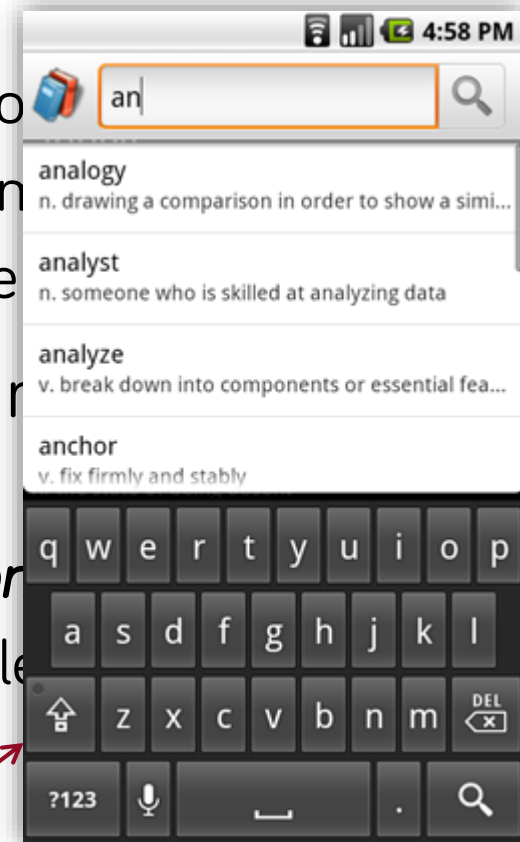 4:58 PM
an
analogy
n. drawing a comparison in order to show a simi...
analyst
n. someone who is skilled at analyzing data
analyze
v. break down into components or essential fea...
anchor
v. fix firmly and stably
q w e r t y u i o p
a s d f g h j k l
z x c v b n m DEL
?123 .